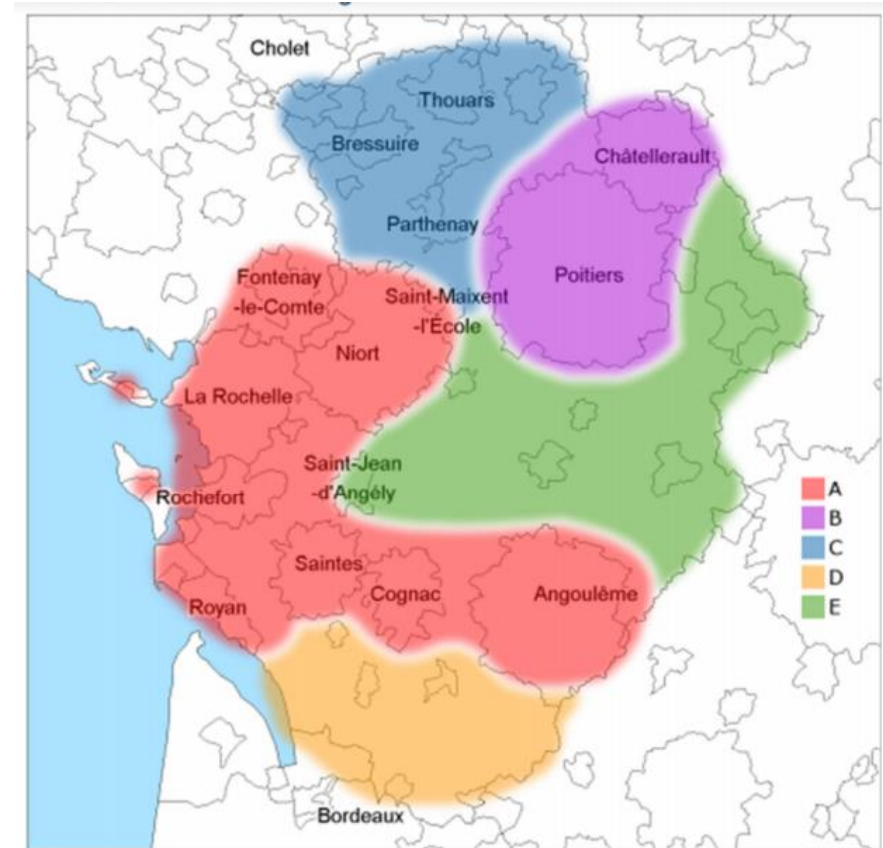 Cholet
Thouars
Bressuire
Châtellerault
Parthenay
Poitiers
Fontenay
-le-Comte
Saint-Maixent
-l'École
Niort
La Rochelle
Saint-Jean
-d'Angély
Rochefort
A
B
C
D
E
Saintes
Cognac
Angoulême
Royan
Bordeaux